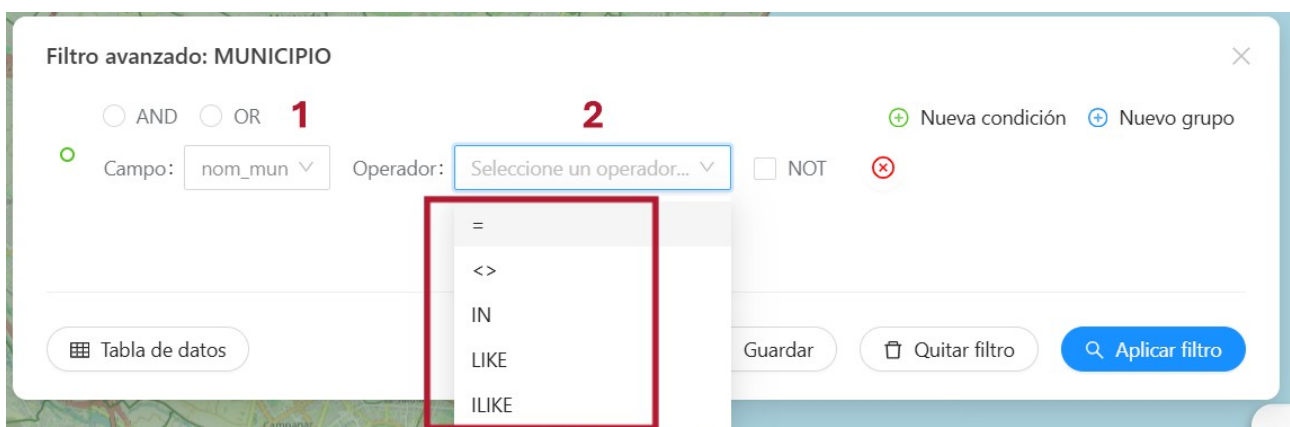 Filtro avanzado: MUNICIPIO
AND OR 1 2 Nueva condición Nuevo grupo
Campo: nom_mun Operador: Seleccione un operador... NOT
=
<>
IN
Tabla de datos LIKE Guardar Quitar filtro Aplicar filtro
ILIKE